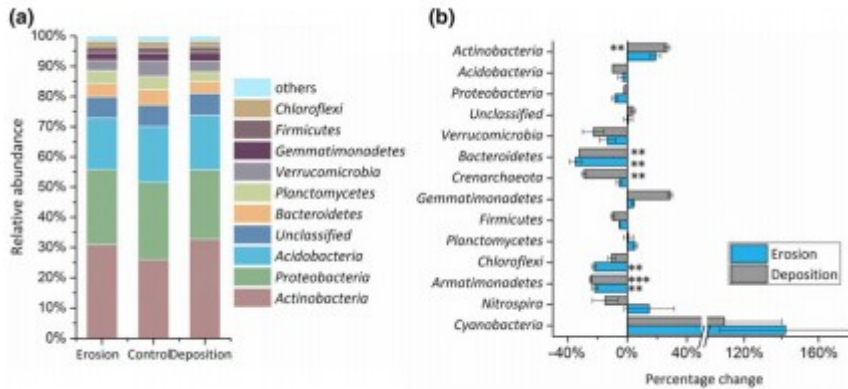 (a)
100%
90%
80%
70%
60%
50%
40%
30%
20%
10%
0%
Relative abundance
Erosion Control Deposition
others
Chloroflexi
Firmicutes
Gemmatimonadetes
Verrucomicrobia
Planctomycetes
Bacteroidetes
Unclassified
Acidobacteria
Proteobacteria
Actinobacteria
(b)
Actinobacteria **
Acidobacteria
Proteobacteria
Unclassified
Verrucomicrobia
Bacteroidetes **
**
Crenarchaeota **
Gemmatimonadetes
Firmicutes
Planctomycetes
Chloroflexi
**
Armatimonadetes ***
**
Nitrospira
Cyanobacteria
Erosion
Deposition
-40% 0% 40% 120% 160%
Percentage change